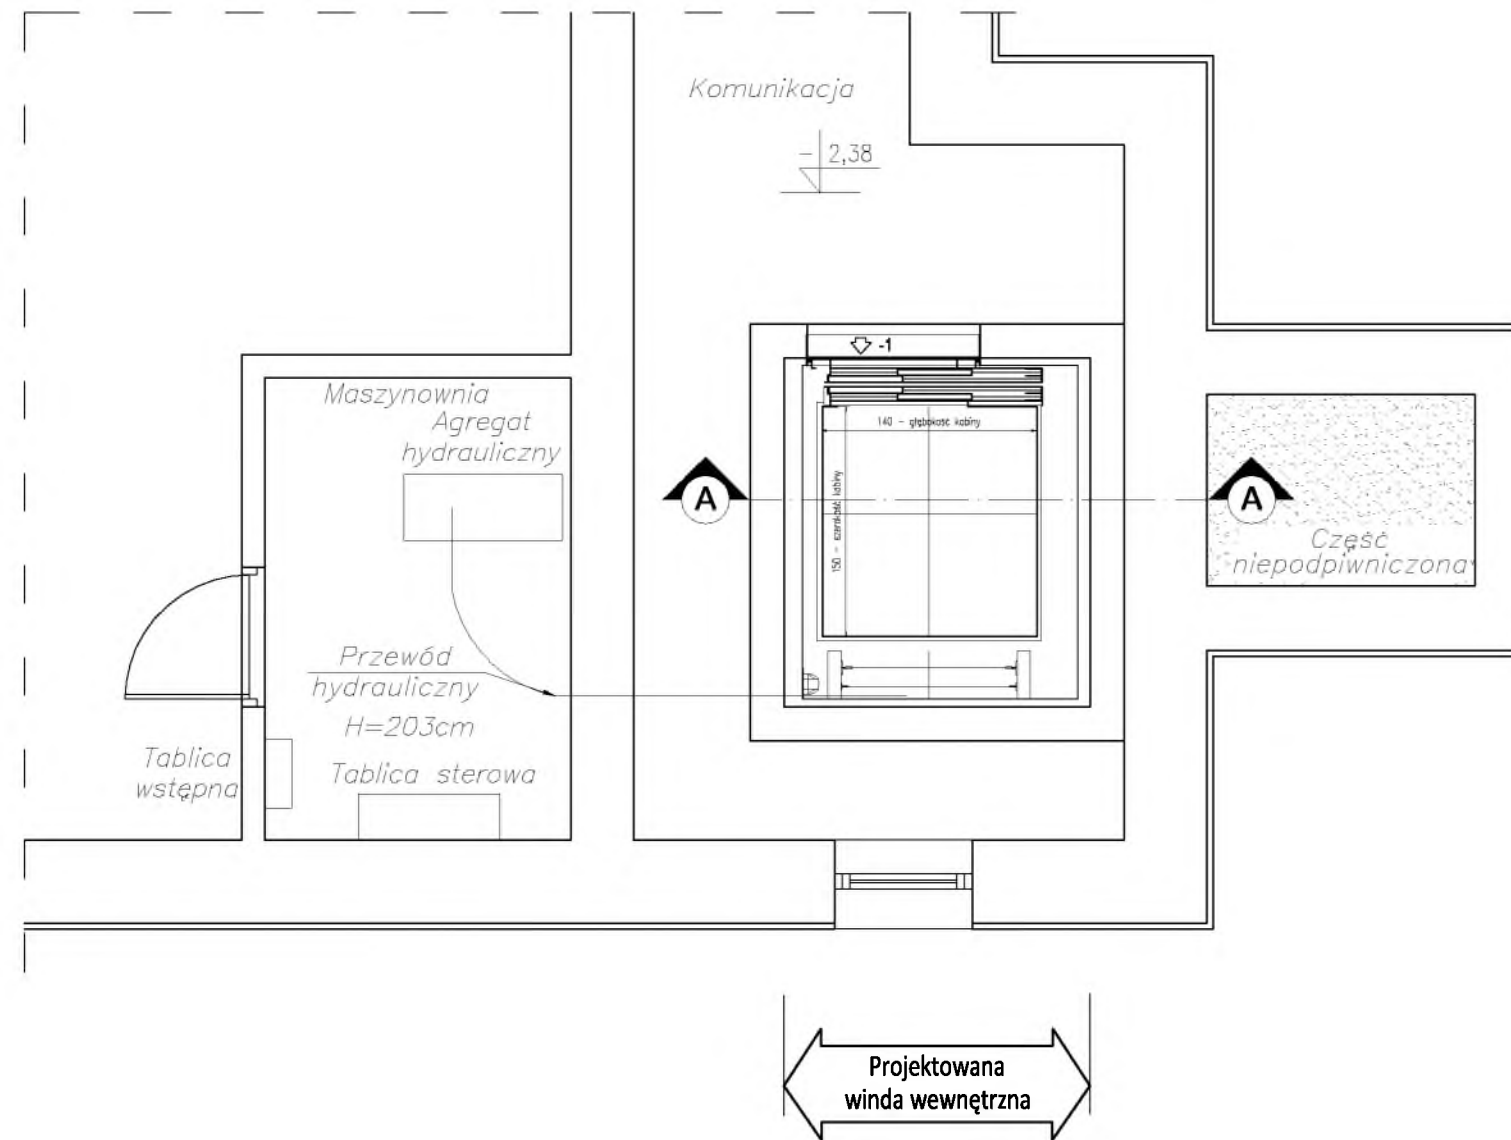 Komunikacja
- 2,38
-1
Maszynownia
Agregat
hydrauliczny
140 - głębokość kabiny
150 - szerokość kabiny
A
A
Część
niepodpiwniczona
Przewód
hydrauliczny
H=203cm
Tablica
wstępna
Tablica sterowa
Projektowana
winda wewnętrzna